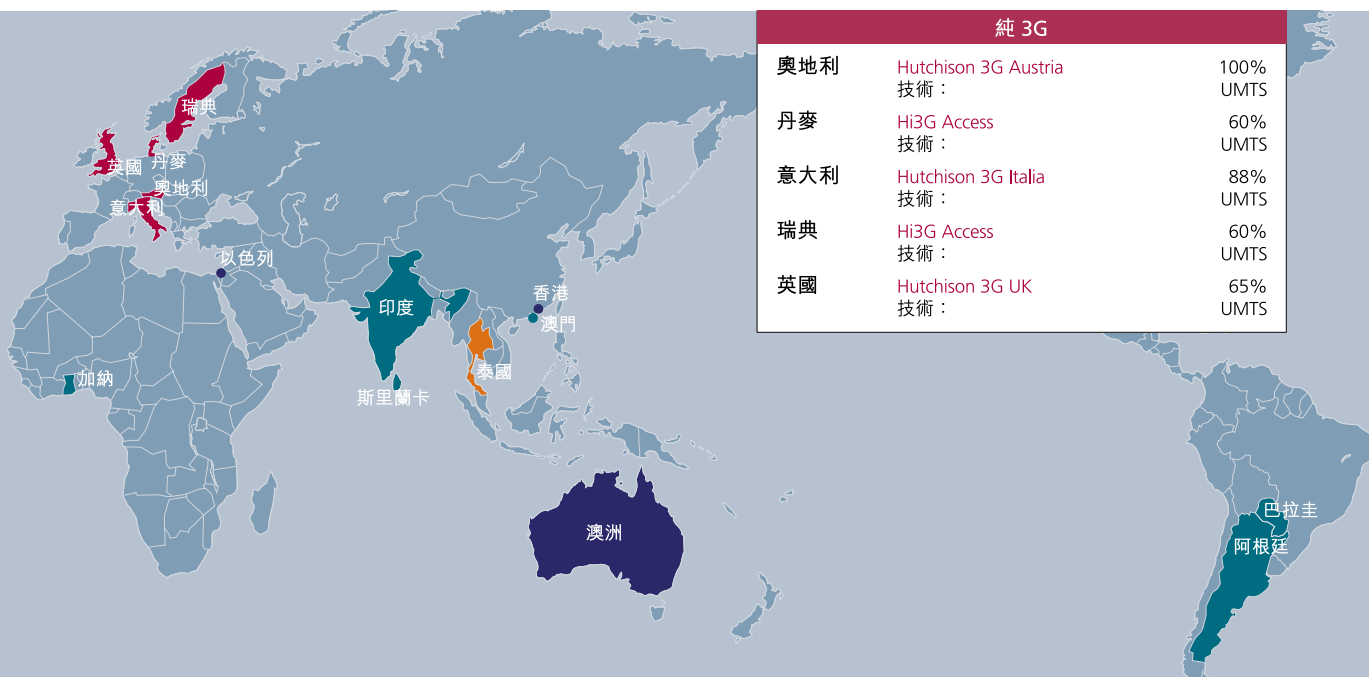 純 3G
奧地利 Hutchison 3G Austria 100%
技術： UMTS
丹麥 Hi3G Access 60%
技術： UMTS
意大利 Hutchison 3G Italia 88%
技術： UMTS
瑞典 Hi3G Access 60%
技術： UMTS
英國 Hutchison 3G UK 65%
技術： UMTS
瑞典
英國
丹麥
奧地利
意大利
以色列
印度
香港
澳門
泰國
加納
斯里蘭卡
澳洲
巴拉圭
阿根廷